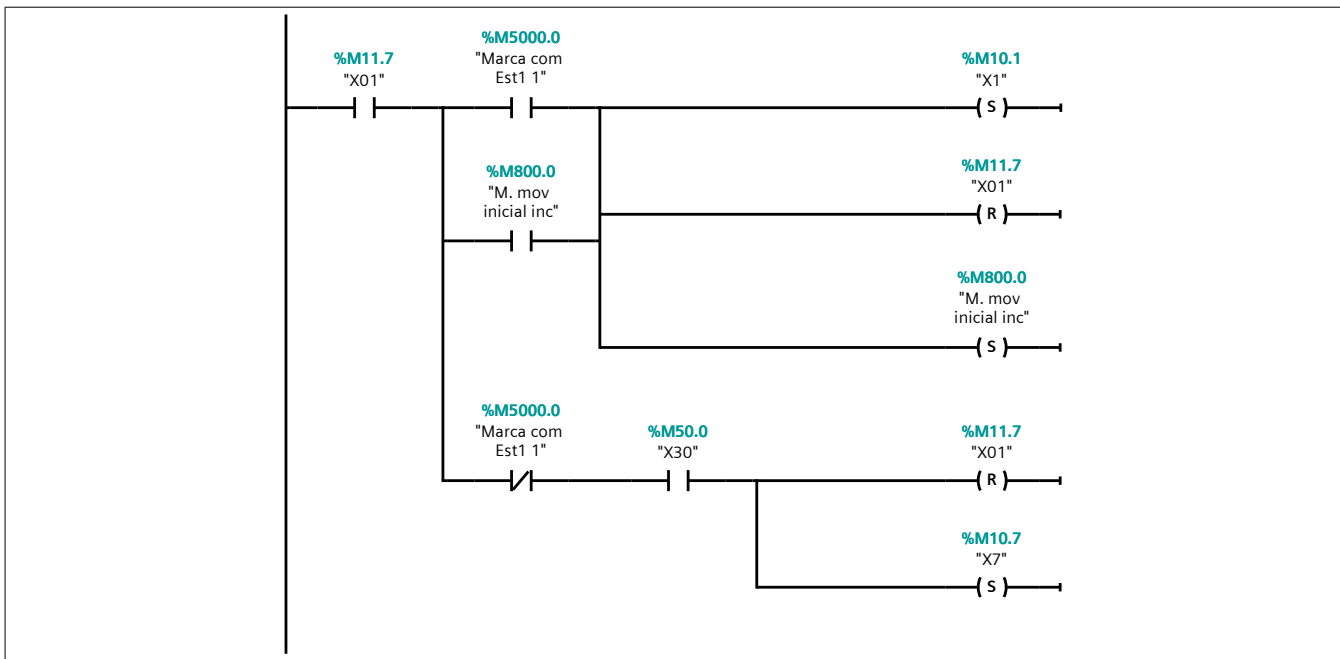 %M5000.0
"Marca com
Est1 1"
%M11.7
"X01"
%M10.1
"X1"
( S )
%M800.0
"M. mov
inicial inc"
%M11.7
"X01"
( R )
%M800.0
"M. mov
inicial inc"
( S )
%M5000.0
"Marca com
Est1 1"
%M50.0
"X30"
%M11.7
"X01"
( R )
%M10.7
"X7"
( S )